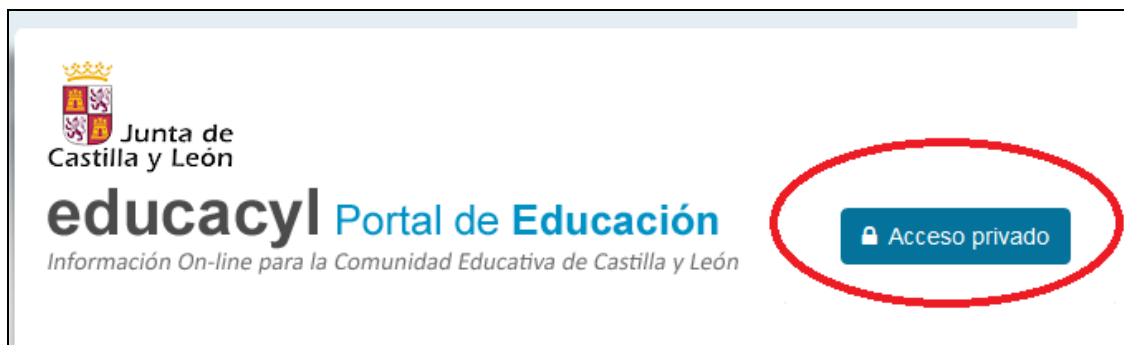 Junta de
Castilla y León
educacyl Portal de Educación
Información On-line para la Comunidad Educativa de Castilla y León
Acceso privado